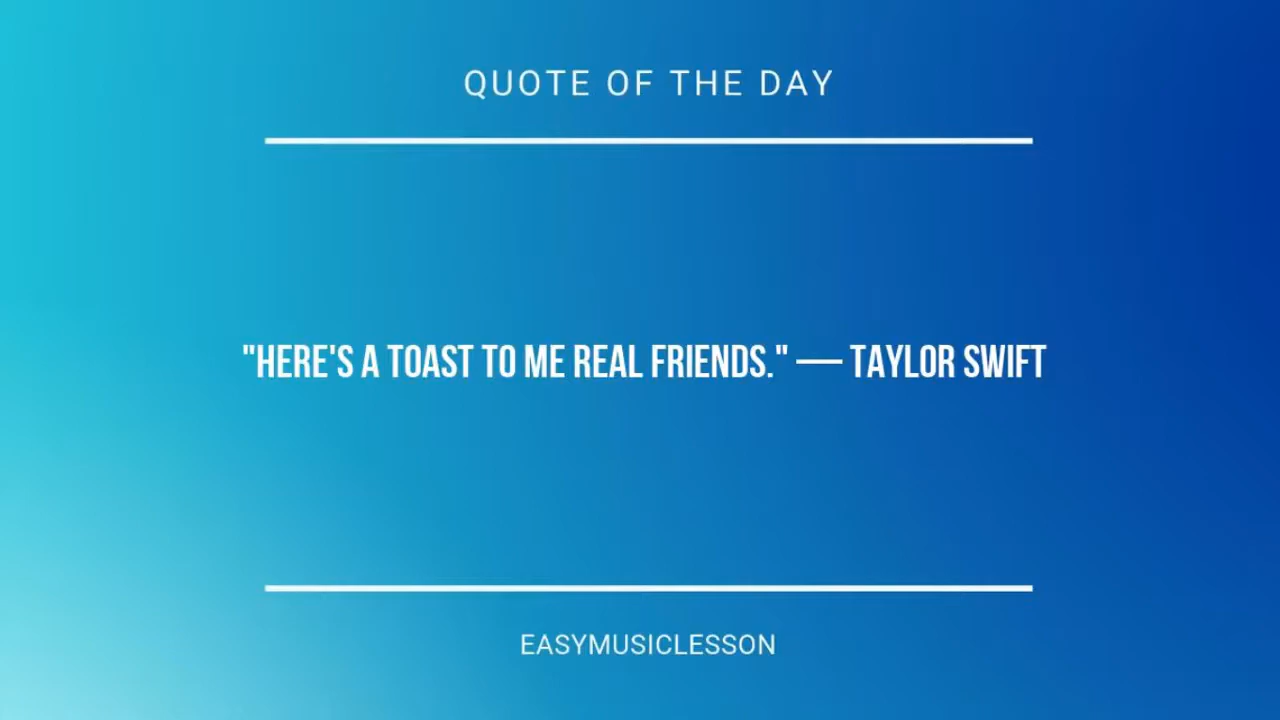 QUOTE OF THE DAY
"HERE'S A TOAST TO ME REAL FRIENDS." — TAYLOR SWIFT
EASYMUSICLESSON